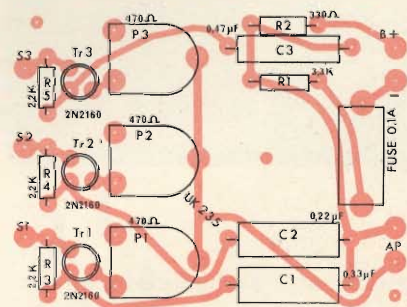 470Ω
P3
0,47µF
R2
330Ω
B+
C3
S3
Tr3
R5
2,2K
2N2160
R1
3,3K
I
470Ω
P2
S2
Tr2
R4
2,2K
2N2160
FUSE 0,1A
UK 235
470Ω
P1
S1
Tr1
R3
2,2K
2N2160
C2
0,22µF
AP
C1
0,33µF